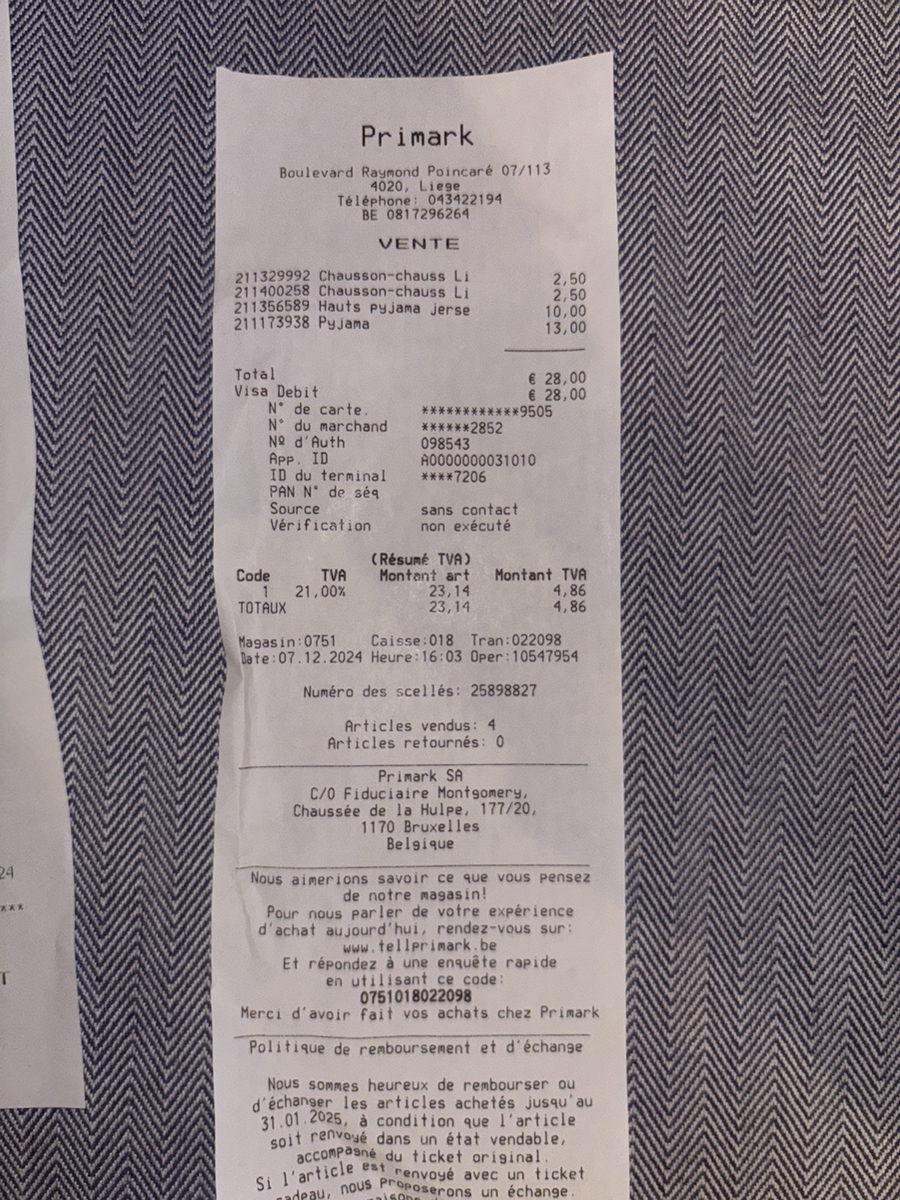 Primark
Boulevard Raymond Poincaré 07/113
4020, Liege
Téléphone: 043422194
BE 0817296264
VENTE
211329992 Chausson-chauss Li 2,50
211400258 Chausson-chauss Li 2,50
211356589 Hauts pyjama jerse 10,00
211173938 Pyjama 13,00
Total € 28,00
Visa Debit € 28,00
N° de carte. ************9505
N° du marchand ******2852
Nº d'Auth 098543
App. ID A0000000031010
ID du terminal ****7206
PAN N° de séq
Source sans contact
Vérification non exécuté
(Résumé TVA)
Code TVA Montant art Montant TVA
1 21,00% 23,14 4,86
TOTAUX 23,14 4,86
Magasin:0751 Caisse:018 Tran:022098
Date:07.12.2024 Heure:16:03 Oper:10547954
Numéro des scellés: 25898827
Articles vendus: 4
Articles retournés: 0
Primark SA
C/O Fiduciaire Montgomery,
Chaussée de la Hulpe, 177/20,
1170 Bruxelles
Belgique
Nous aimerions savoir ce que vous pensez
de notre magasin!
Pour nous parler de votre expérience
d'achat aujourd'hui, rendez-vous sur:
www.tellprimark.be
Et répondez à une enquête rapide
en utilisant ce code:
0751018022098
Merci d'avoir fait vos achats chez Primark
Politique de remboursement et d'échange
Nous sommes heureux de rembourser ou
d'échanger les articles achetés jusqu'au
31.01.2025, à condition que l'article
soit renvoyé dans un état vendable,
accompagné du ticket original.
Si l'article est renvoyé avec un ticket
cadeau, nous proposerons un échange.
24
***
T